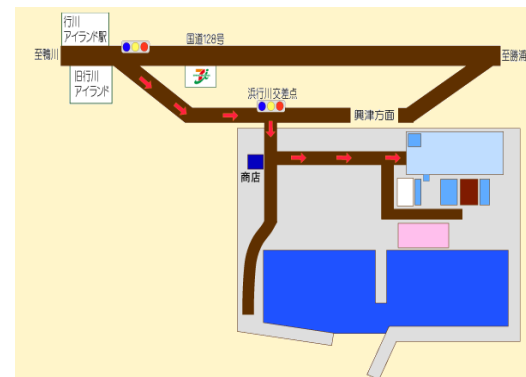 行川
アイランド駅
国道128号
至鴨川
至勝浦
旧行川
アイランド
浜行川交差点
興津方面
商店